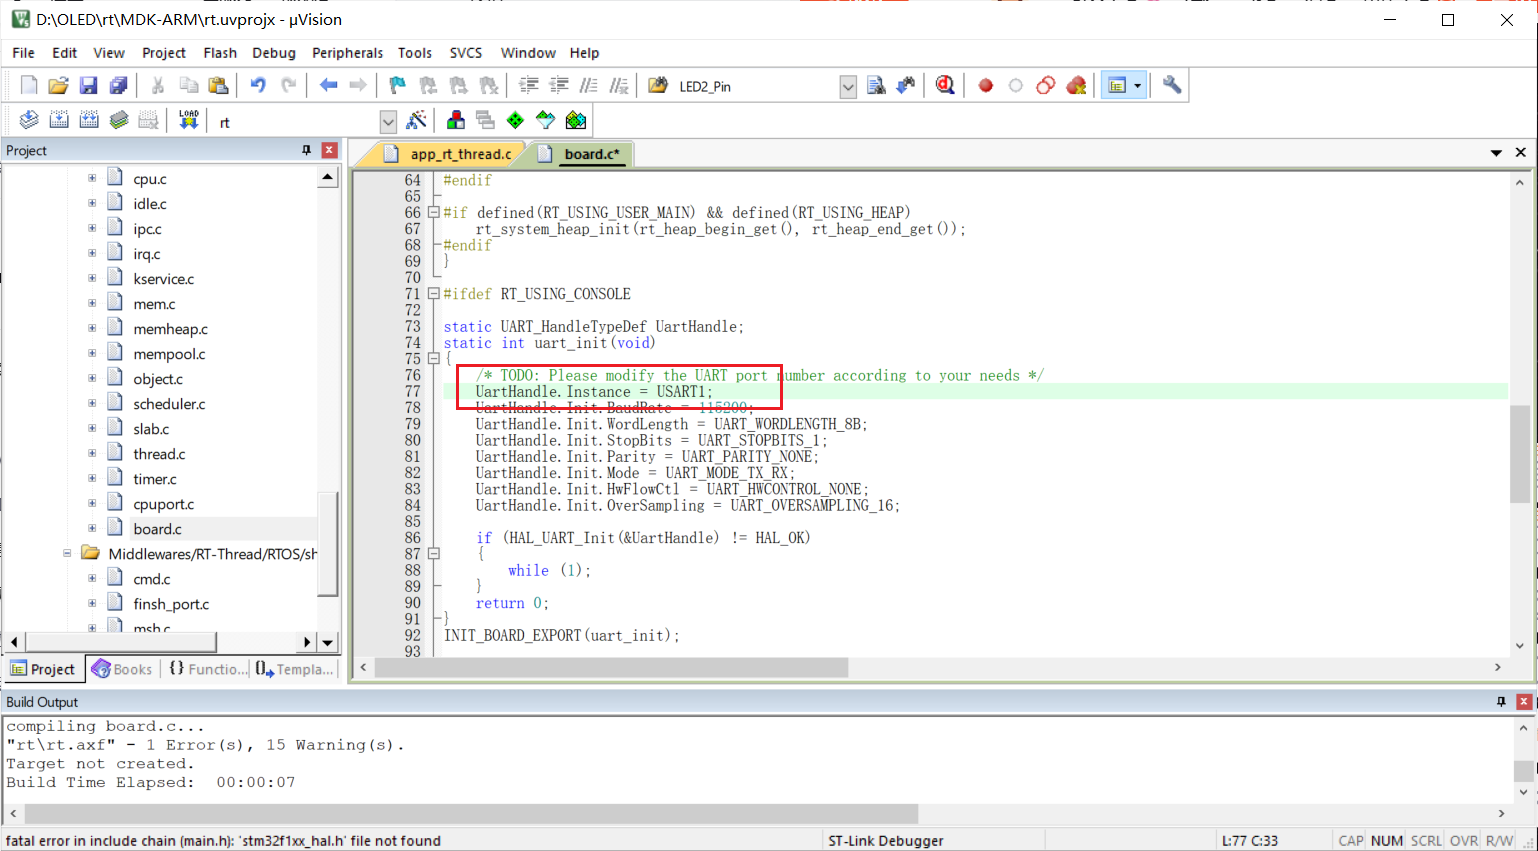 D:\OLED\rt\MDK-ARM\rt.uvprojx - µVision
File Edit View Project Flash Debug Peripherals Tools SVCS Window Help
LED2_Pin
LOAD rt
Project
app_rt_thread.c board.c*
cpu.c
idle.c
ipc.c
irq.c
kservice.c
mem.c
memheap.c
mempool.c
object.c
scheduler.c
slab.c
thread.c
timer.c
cpuport.c
board.c
Middlewares/RT-Thread/RTOS/sh
cmd.c
finsh_port.c
msh.c
Project Books {} Functio... Templa...
64 #endif
65
66 #if defined(RT_USING_USER_MAIN) && defined(RT_USING_HEAP)
67 rt_system_heap_init(rt_heap_begin_get(), rt_heap_end_get());
68 #endif
69 }
70
71 #ifdef RT_USING_CONSOLE
72
73 static UART_HandleTypeDef UartHandle;
74 static int uart_init(void)
75 {
76 /* TODO: Please modify the UART port number according to your needs */
77 UartHandle.Instance = USART1;
78 UartHandle.Init.BaudRate = 115200;
79 UartHandle.Init.WordLength = UART_WORDLENGTH_8B;
80 UartHandle.Init.StopBits = UART_STOPBITS_1;
81 UartHandle.Init.Parity = UART_PARITY_NONE;
82 UartHandle.Init.Mode = UART_MODE_TX_RX;
83 UartHandle.Init.HwFlowCtl = UART_HWCONTROL_NONE;
84 UartHandle.Init.OverSampling = UART_OVERSAMPLING_16;
85
86 if (HAL_UART_Init(&UartHandle) != HAL_OK)
87 {
88 while (1);
89 }
90 return 0;
91 }
92 INIT_BOARD_EXPORT(uart_init);
93
Build Output
compiling board.c...
"rt\rt.axf" - 1 Error(s), 15 Warning(s).
Target not created.
Build Time Elapsed:  00:00:07
fatal error in include chain (main.h): 'stm32f1xx_hal.h' file not found ST-Link Debugger L:77 C:33 CAP NUM SCRL OVR R/W